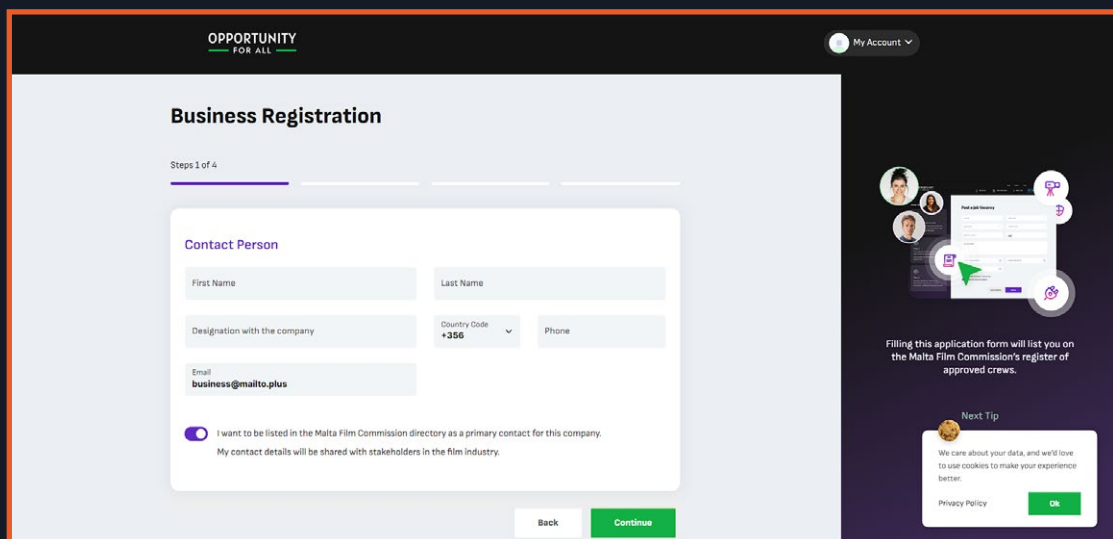 OPPORTUNITY
FOR ALL
My Account
Business Registration
Steps 1 of 4
Contact Person
First Name
Last Name
Designation with the company
Country Code
+356
Phone
Email
business@mailto.plus
I want to be listed in the Malta Film Commission directory as a primary contact for this company.
My contact details will be shared with stakeholders in the film industry.
Back
Continue
Post a job Vacancy
Filling this application form will list you on
the Malta Film Commission's register of
approved crews.
Next Tip
We care about your data, and we'd love
to use cookies to make your experience
better.
Privacy Policy
Ok